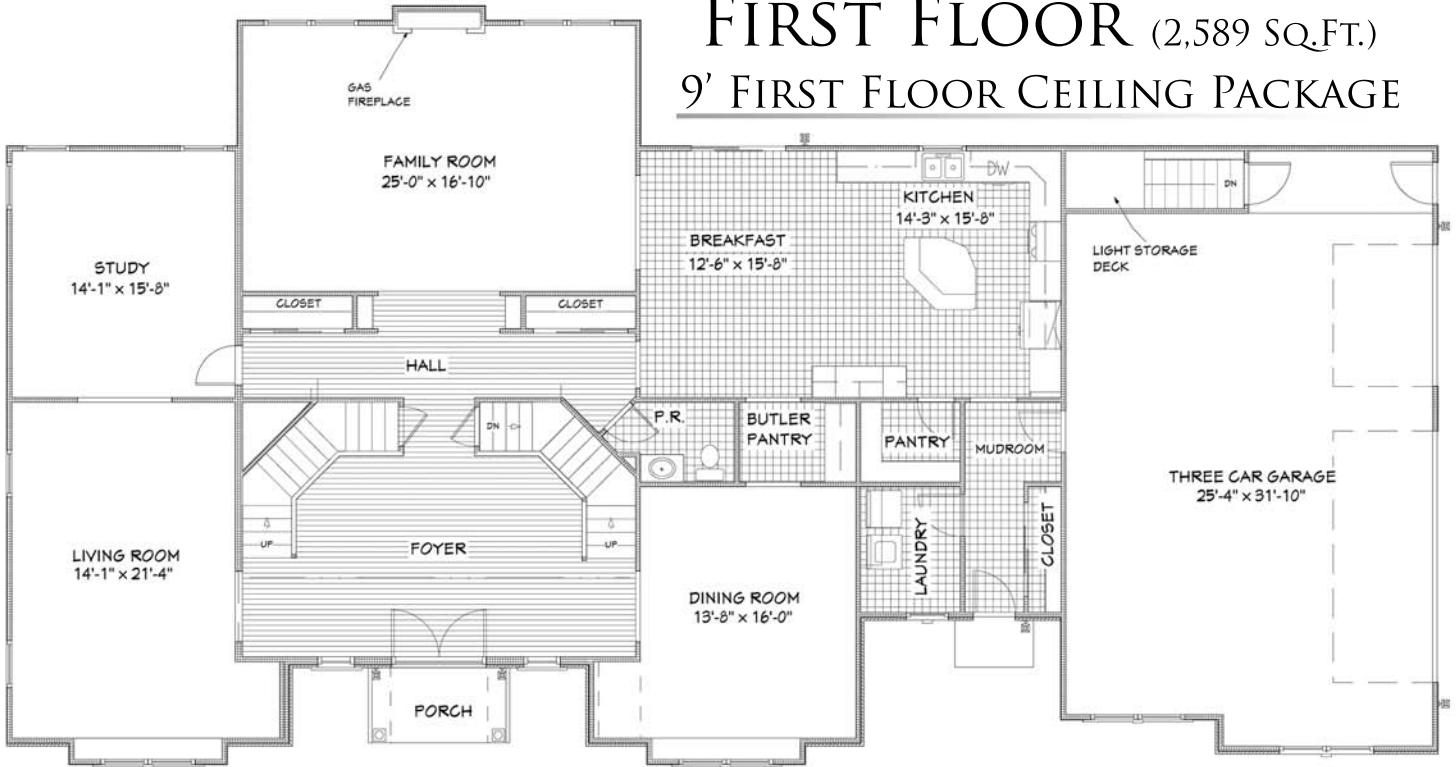 FIRST FLOOR (2,589 SQ.FT.)
9' FIRST FLOOR CEILING PACKAGE
GAS
FIREPLACE
FAMILY ROOM
25'-0" x 16'-10"
DW
KITCHEN
14'-3" x 15'-8"
DN
BREAKFAST
12'-6" x 15'-8"
LIGHT STORAGE
DECK
STUDY
14'-1" x 15'-8"
CLOSET
CLOSET
HALL
DN
P.R.
BUTLER
PANTRY
PANTRY
MUDROOM
THREE CAR GARAGE
25'-4" x 31'-10"
UP
UP
FOYER
LIVING ROOM
14'-1" x 21'-4"
LAUNDRY
CLOSET
DINING ROOM
13'-8" x 16'-0"
PORCH